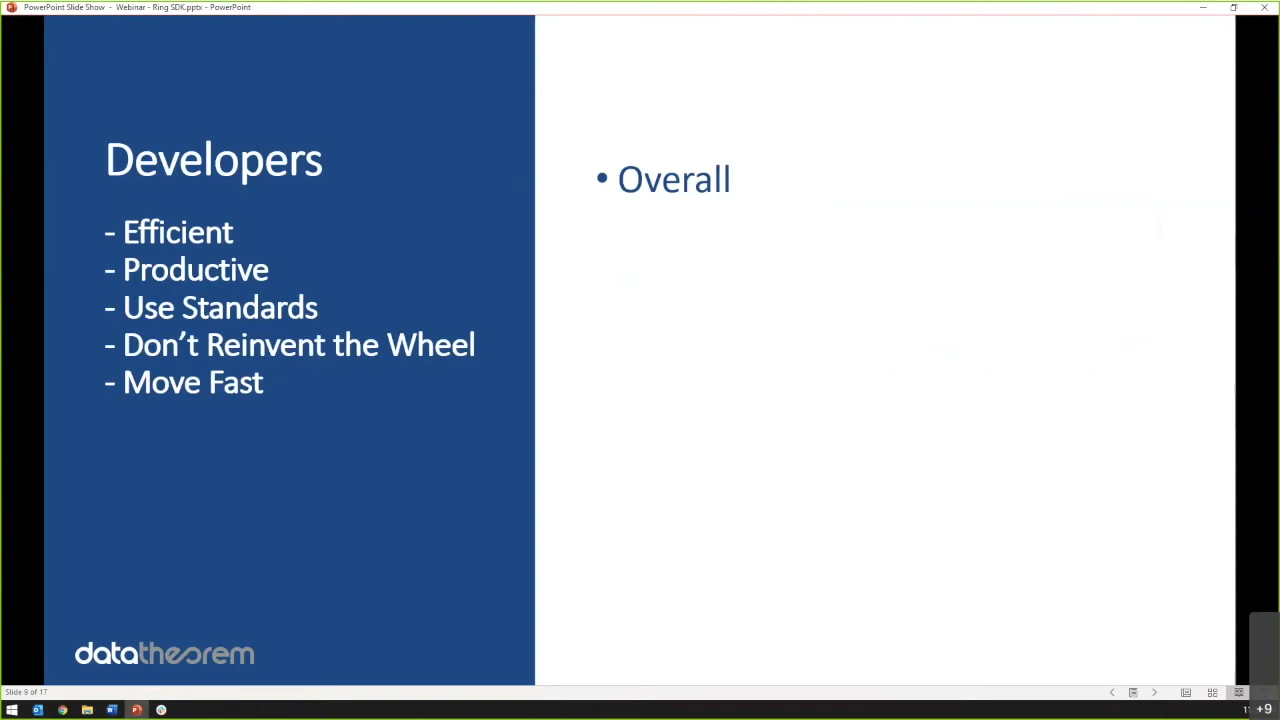 PowerPoint Slide Show - Webinar - Ring SDK.pptx - PowerPoint
Developers
- Efficient
- Productive
- Use Standards
- Don’t Reinvent the Wheel
- Move Fast
• Overall
datatheorem
Slide 9 of 17
+9